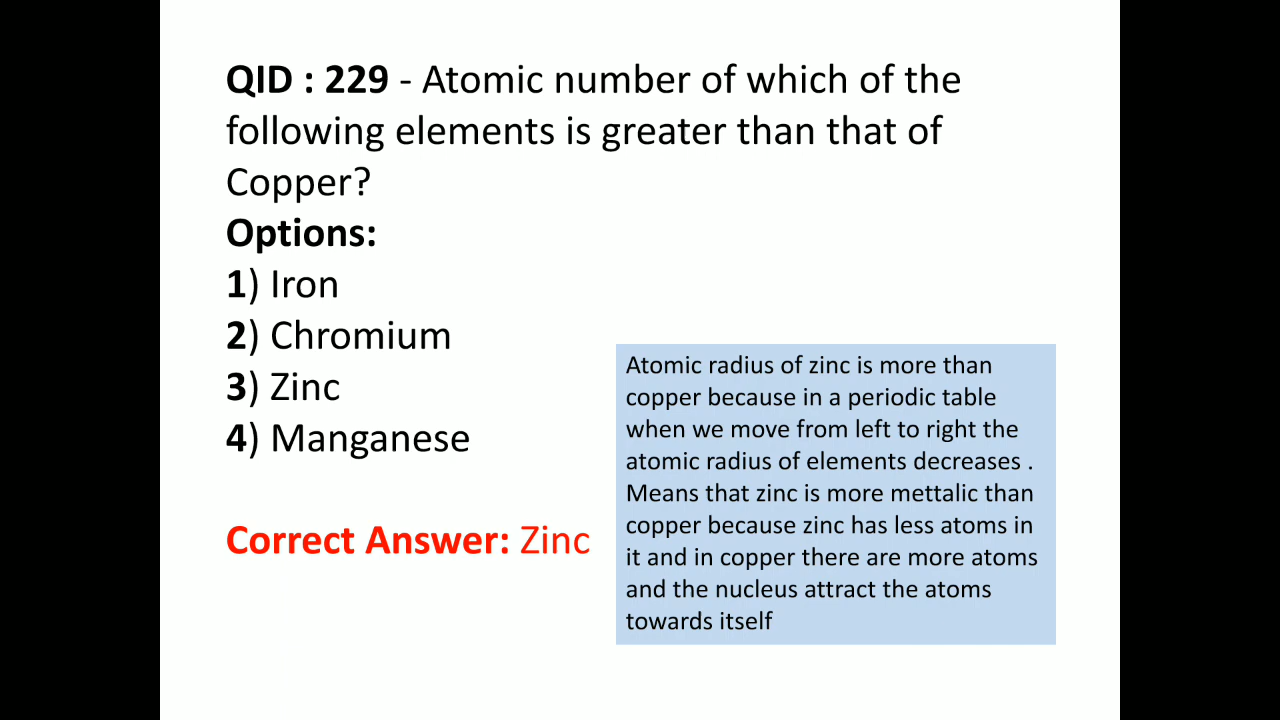 QID : 229 - Atomic number of which of the
following elements is greater than that of
Copper?
Options:
1) Iron
2) Chromium
3) Zinc
4) Manganese
Correct Answer: Zinc
Atomic radius of zinc is more than
copper because in a periodic table
when we move from left to right the
atomic radius of elements decreases .
Means that zinc is more mettalic than
copper because zinc has less atoms in
it and in copper there are more atoms
and the nucleus attract the atoms
towards itself